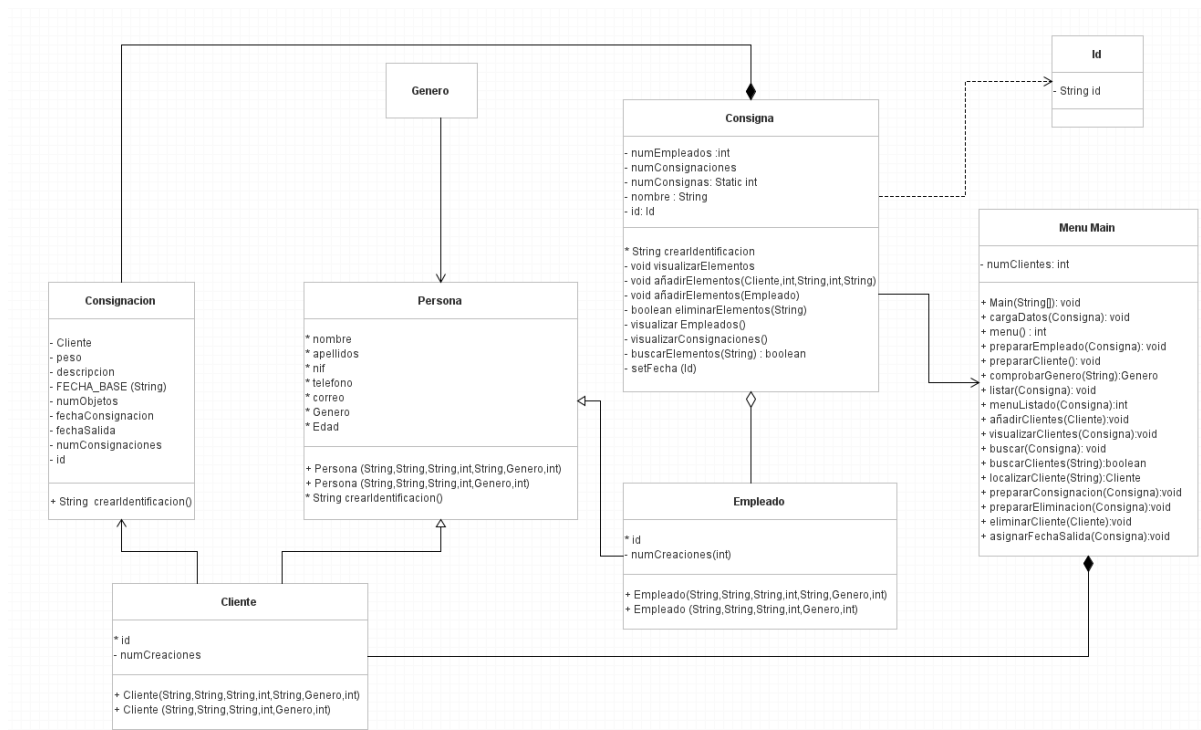 Id
- String id
Genero
Consigna
- numEmpleados :int
- numConsignaciones
- numConsignas: Static int
- nombre : String
- id: Id
* String crearIdentificacion
- void visualizarElementos
- void añadirElementos(Cliente,int,String,int,String)
- void añadirElementos(Empleado)
- boolean eliminarElementos(String)
- visualizar Empleados()
- visualizarConsignaciones()
- buscarElementos(String) : boolean
- setFecha (Id)
Menu Main
- numClientes: int
+ Main(String[]): void
+ cargaDatos(Consigna): void
+ menu() : int
+ prepararEmpleado(Consigna): void
+ prepararCliente(): void
+ comprobarGenero(String):Genero
+ listar(Consigna): void
+ menuListado(Consigna):int
+ añadirClientes(Cliente):void
+ visualizarClientes(Consigna):void
+ buscar(Consigna): void
+ buscarClientes(String):boolean
+ localizarCliente(String):Cliente
+ prepararConsignacion(Consigna):void
+ prepararEliminacion(Consigna):void
+ eliminarCliente(Cliente):void
+ asignarFechaSalida(Consigna):void
Consignacion
- Cliente
- peso
- descripcion
- FECHA_BASE (String)
- numObjetos
- fechaConsignacion
- fechaSalida
- numConsignaciones
- id
+ String crearIdentificacion()
Persona
* nombre
* apellidos
* nif
* telefono
* correo
* Genero
* Edad
+ Persona (String,String,String,int,String,Genero,int)
+ Persona (String,String,String,int,Genero,int)
* String crearIdentificacion()
Empleado
* id
- numCreaciones(int)
+ Empleado(String,String,String,int,String,Genero,int)
+ Empleado (String,String,String,int,Genero,int)
Cliente
* id
- numCreaciones
+ Cliente(String,String,String,int,String,Genero,int)
+ Cliente (String,String,String,int,Genero,int)